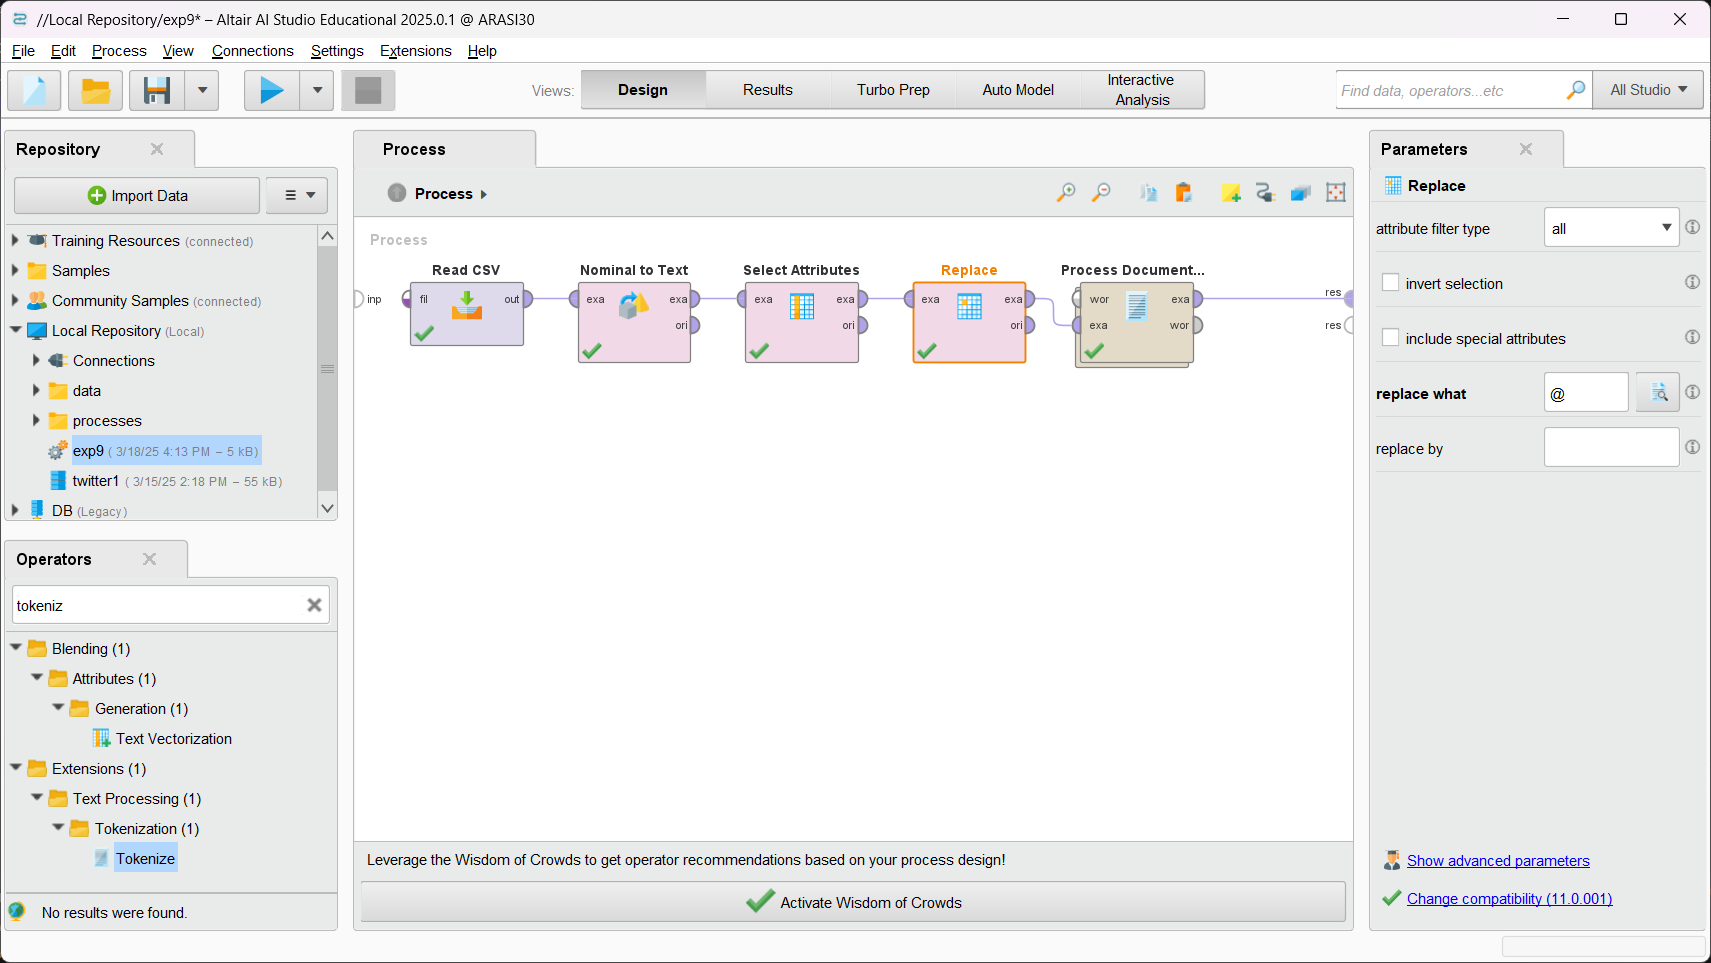 //Local Repository/exp9* – Altair AI Studio Educational 2025.0.1 @ ARASI30
File Edit Process View Connections Settings Extensions Help
Views: Design Results Turbo Prep Auto Model Interactive Analysis
Find data, operators...etc All Studio
Repository
Import Data
Training Resources (connected)
Samples
Community Samples (connected)
Local Repository (Local)
Connections
data
processes
exp9 ( 3/18/25 4:13 PM – 5 kB)
twitter1 ( 3/15/25 2:18 PM – 55 kB)
DB (Legacy)
Operators
tokeniz
Blending (1)
Attributes (1)
Generation (1)
Text Vectorization
Extensions (1)
Text Processing (1)
Tokenization (1)
Tokenize
No results were found.
Process
Process
Process
Read CSV Nominal to Text Select Attributes Replace Process Document...
inp fil out exa exa exa exa exa exa wor exa res
ori ori ori exa wor res
Leverage the Wisdom of Crowds to get operator recommendations based on your process design!
Activate Wisdom of Crowds
Parameters
Replace
attribute filter type all
invert selection
include special attributes
replace what @
replace by
Show advanced parameters
Change compatibility (11.0.001)